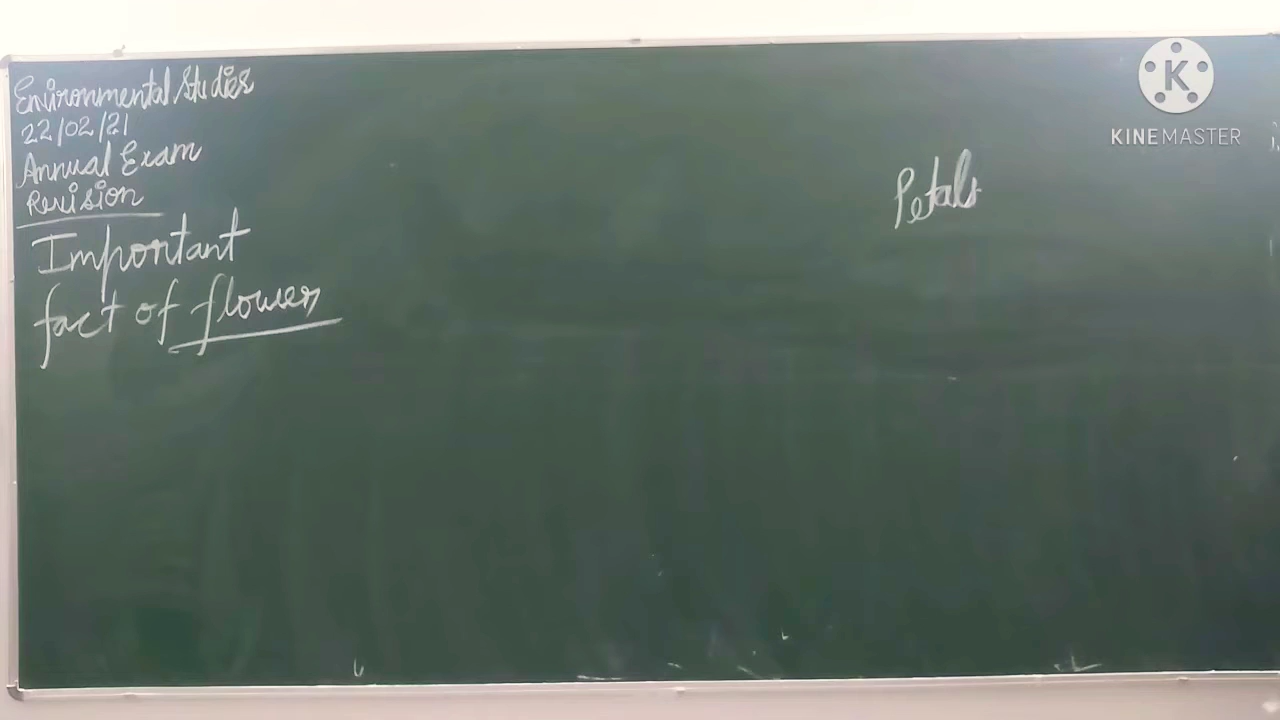 Environmental Studies
22/02/21
Annual Exam
Revision
Important
fact of flower
Petals
K
KINEMASTER